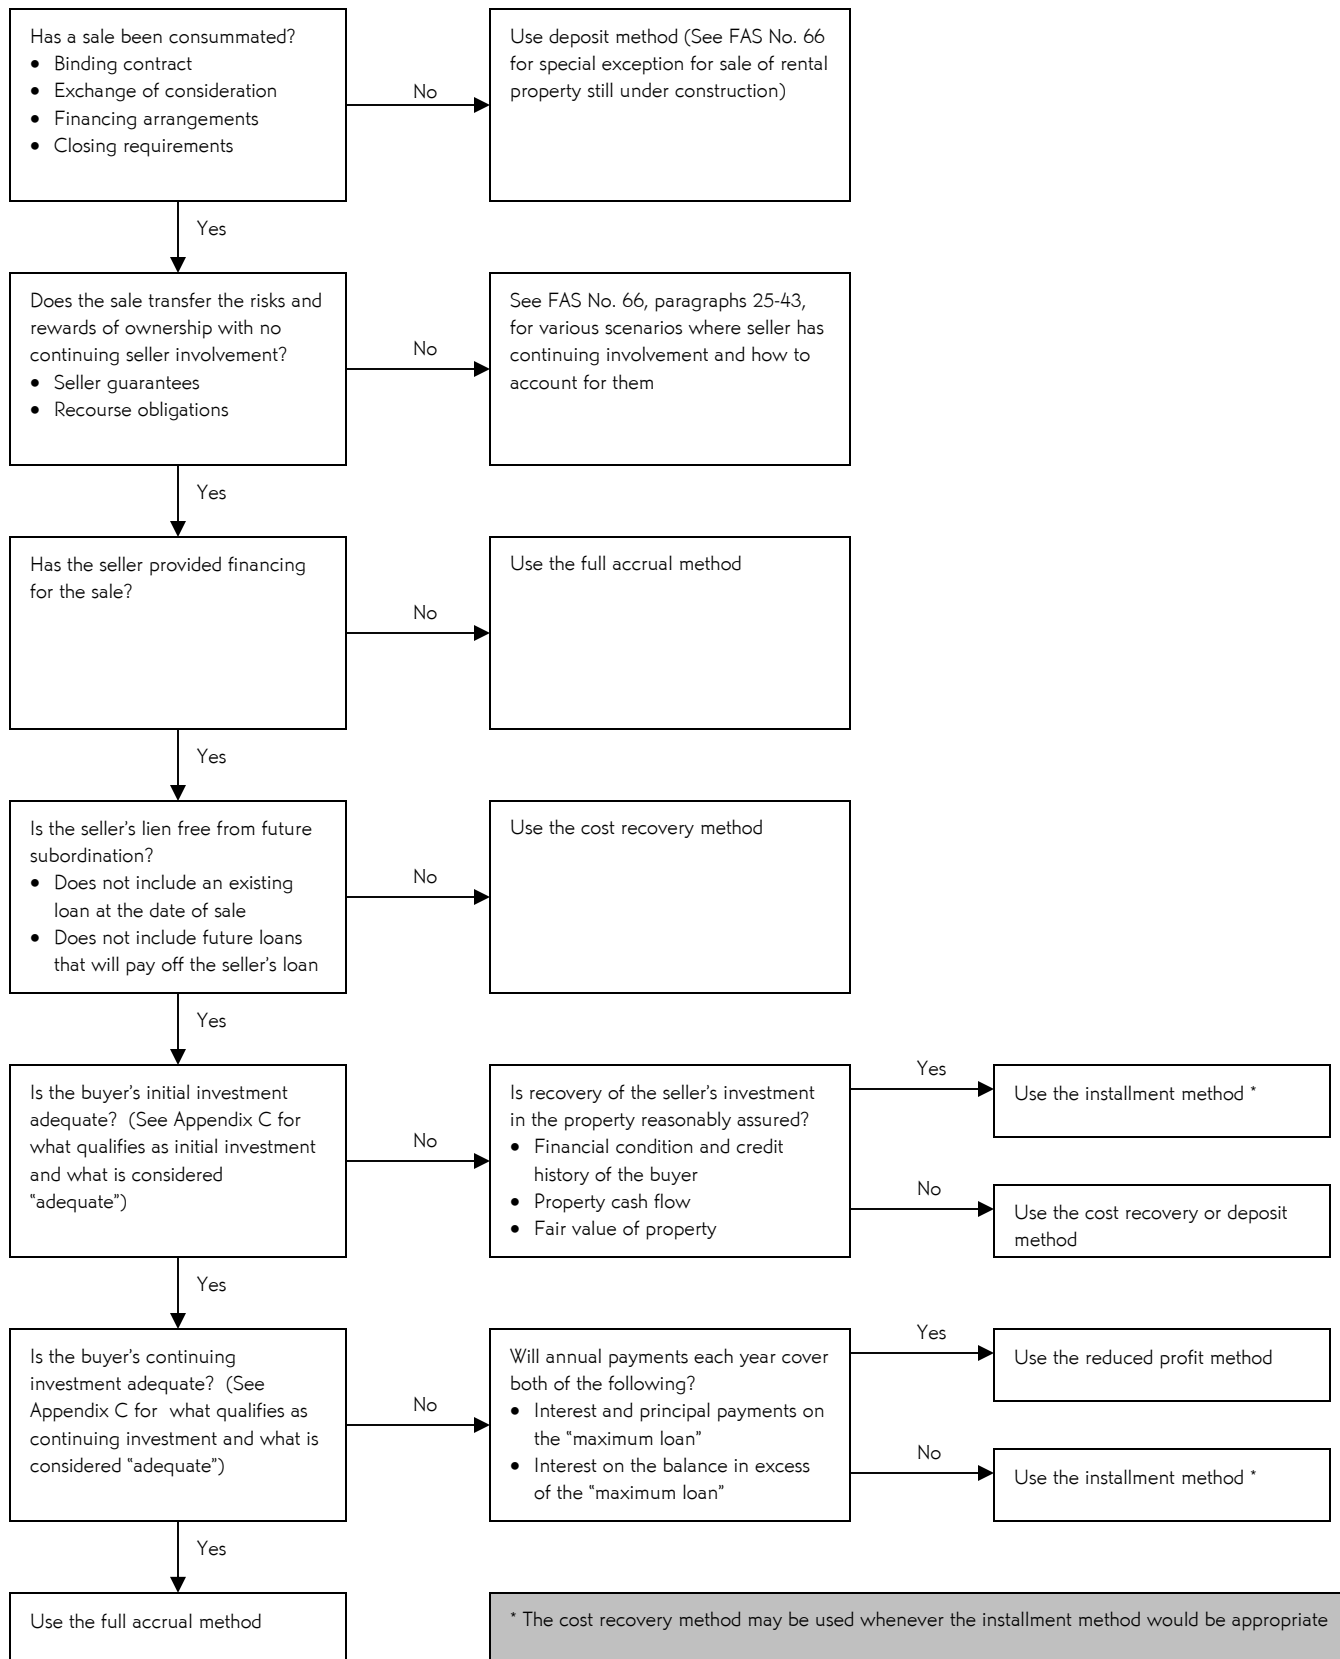 Has a sale been consummated?
• Binding contract
• Exchange of consideration
• Financing arrangements
• Closing requirements
No
Use deposit method (See FAS No. 66
for special exception for sale of rental
property still under construction)
Yes
Does the sale transfer the risks and
rewards of ownership with no
continuing seller involvement?
• Seller guarantees
• Recourse obligations
No
See FAS No. 66, paragraphs 25-43,
for various scenarios where seller has
continuing involvement and how to
account for them
Yes
Has the seller provided financing
for the sale?
No
Use the full accrual method
Yes
Is the seller's lien free from future
subordination?
• Does not include an existing
loan at the date of sale
• Does not include future loans
that will pay off the seller's loan
No
Use the cost recovery method
Yes
Is the buyer's initial investment
adequate? (See Appendix C for
what qualifies as initial investment
and what is considered
"adequate")
No
Is recovery of the seller's investment
in the property reasonably assured?
• Financial condition and credit
history of the buyer
• Property cash flow
• Fair value of property
Yes
Use the installment method *
No
Use the cost recovery or deposit
method
Yes
Is the buyer's continuing
investment adequate? (See
Appendix C for what qualifies as
continuing investment and what is
considered "adequate")
No
Will annual payments each year cover
both of the following?
• Interest and principal payments on
the "maximum loan"
• Interest on the balance in excess
of the "maximum loan"
Yes
Use the reduced profit method
No
Use the installment method *
Yes
Use the full accrual method
* The cost recovery method may be used whenever the installment method would be appropriate